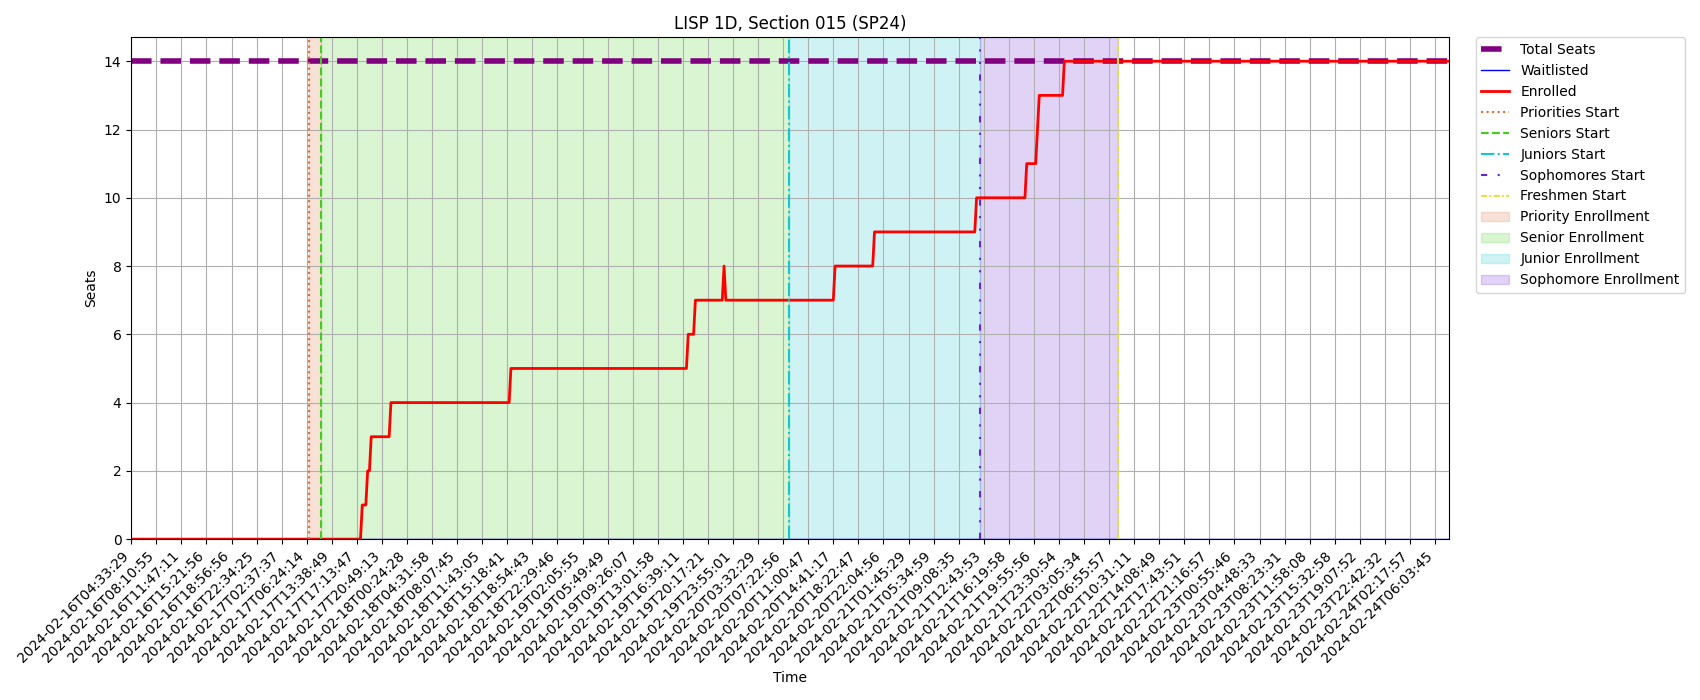 LISP 1D, Section 015 (SP24)
14
12
10
8
6
4
2
0
Seats
2024-02-16T04:33:29
2024-02-16T08:10:55
2024-02-16T11:47:11
2024-02-16T15:21:56
2024-02-16T18:56:56
2024-02-16T22:34:25
2024-02-17T02:37:37
2024-02-17T06:24:14
2024-02-17T13:38:49
2024-02-17T17:13:47
2024-02-17T20:49:13
2024-02-18T00:24:28
2024-02-18T04:31:58
2024-02-18T08:07:45
2024-02-18T11:43:05
2024-02-18T15:18:41
2024-02-18T18:54:43
2024-02-18T22:29:46
2024-02-19T02:05:55
2024-02-19T05:49:49
2024-02-19T09:26:07
2024-02-19T13:01:58
2024-02-19T16:39:11
2024-02-19T20:17:21
2024-02-19T23:55:01
2024-02-20T03:32:29
2024-02-20T07:22:56
2024-02-20T11:00:47
2024-02-20T14:41:17
2024-02-20T18:22:47
2024-02-20T22:04:56
2024-02-21T01:45:29
2024-02-21T05:34:59
2024-02-21T09:08:35
2024-02-21T12:43:53
2024-02-21T16:19:58
2024-02-21T19:55:56
2024-02-21T23:30:54
2024-02-22T03:05:34
2024-02-22T06:55:57
2024-02-22T10:31:11
2024-02-22T14:08:49
2024-02-22T17:43:51
2024-02-22T21:16:57
2024-02-23T00:55:46
2024-02-23T04:48:33
2024-02-23T08:23:31
2024-02-23T11:58:08
2024-02-23T15:32:58
2024-02-23T19:07:52
2024-02-23T22:42:32
2024-02-24T02:17:57
2024-02-24T06:03:45
Time
Total Seats
Waitlisted
Enrolled
Priorities Start
Seniors Start
Juniors Start
Sophomores Start
Freshmen Start
Priority Enrollment
Senior Enrollment
Junior Enrollment
Sophomore Enrollment